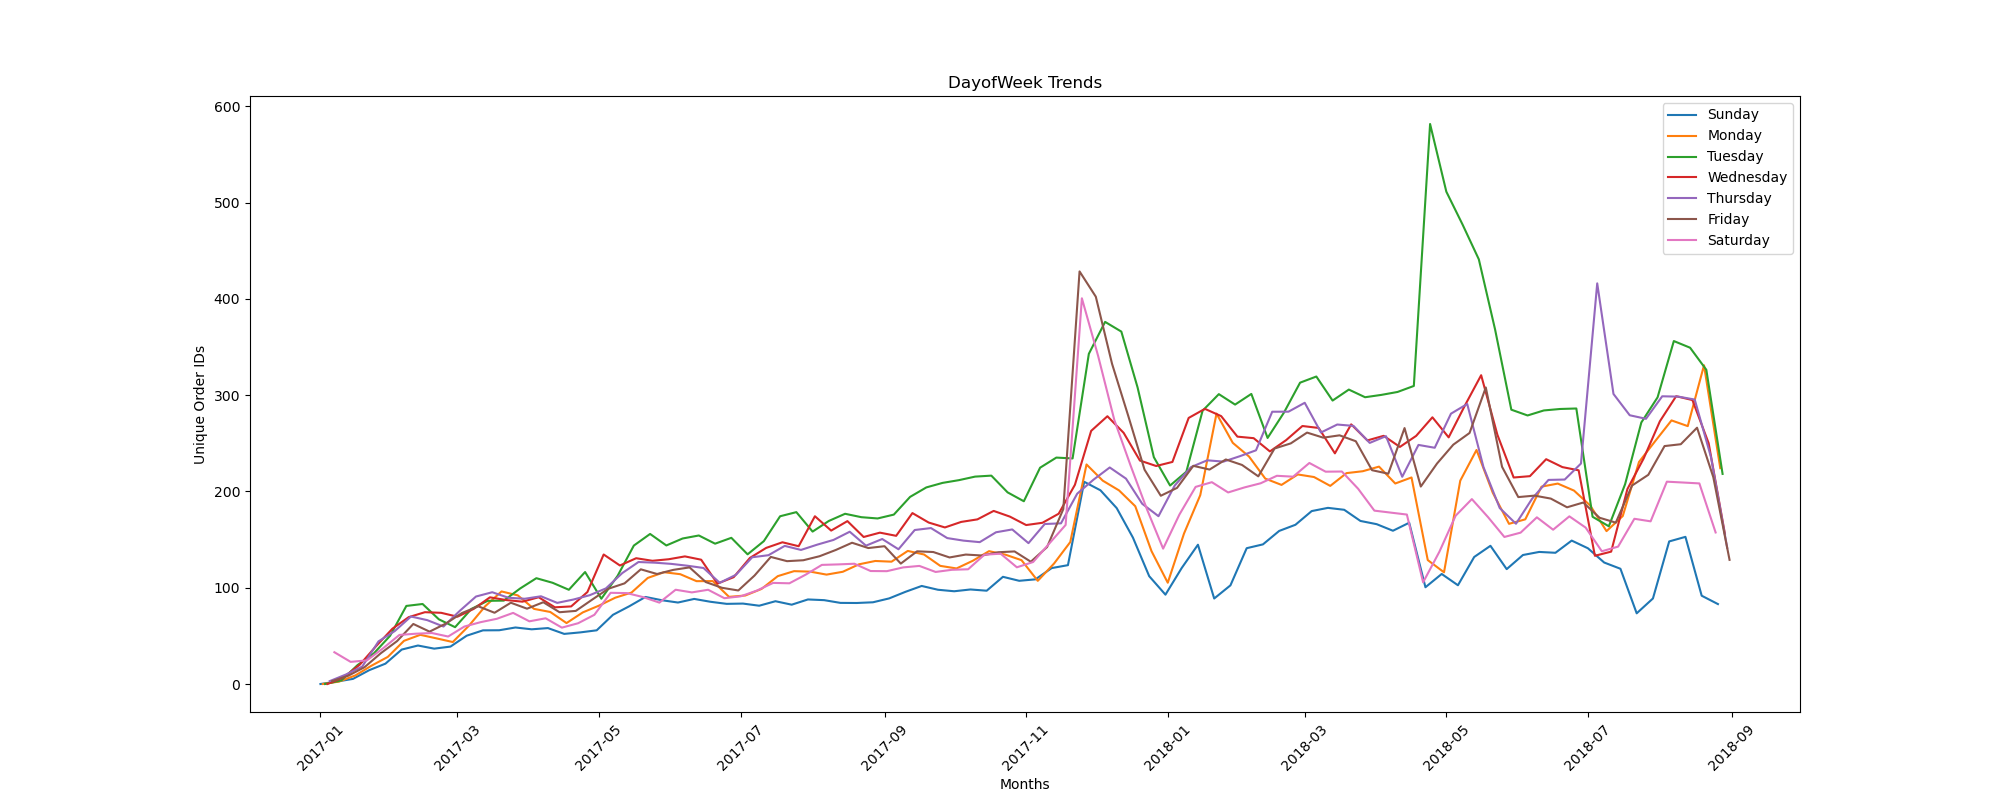 DayofWeek Trends
600
500
400
300
200
100
0
Unique Order IDs
Sunday
Monday
Tuesday
Wednesday
Thursday
Friday
Saturday
2017-01
2017-03
2017-05
2017-07
2017-09
2017-11
2018-01
2018-03
2018-05
2018-07
2018-09
Months